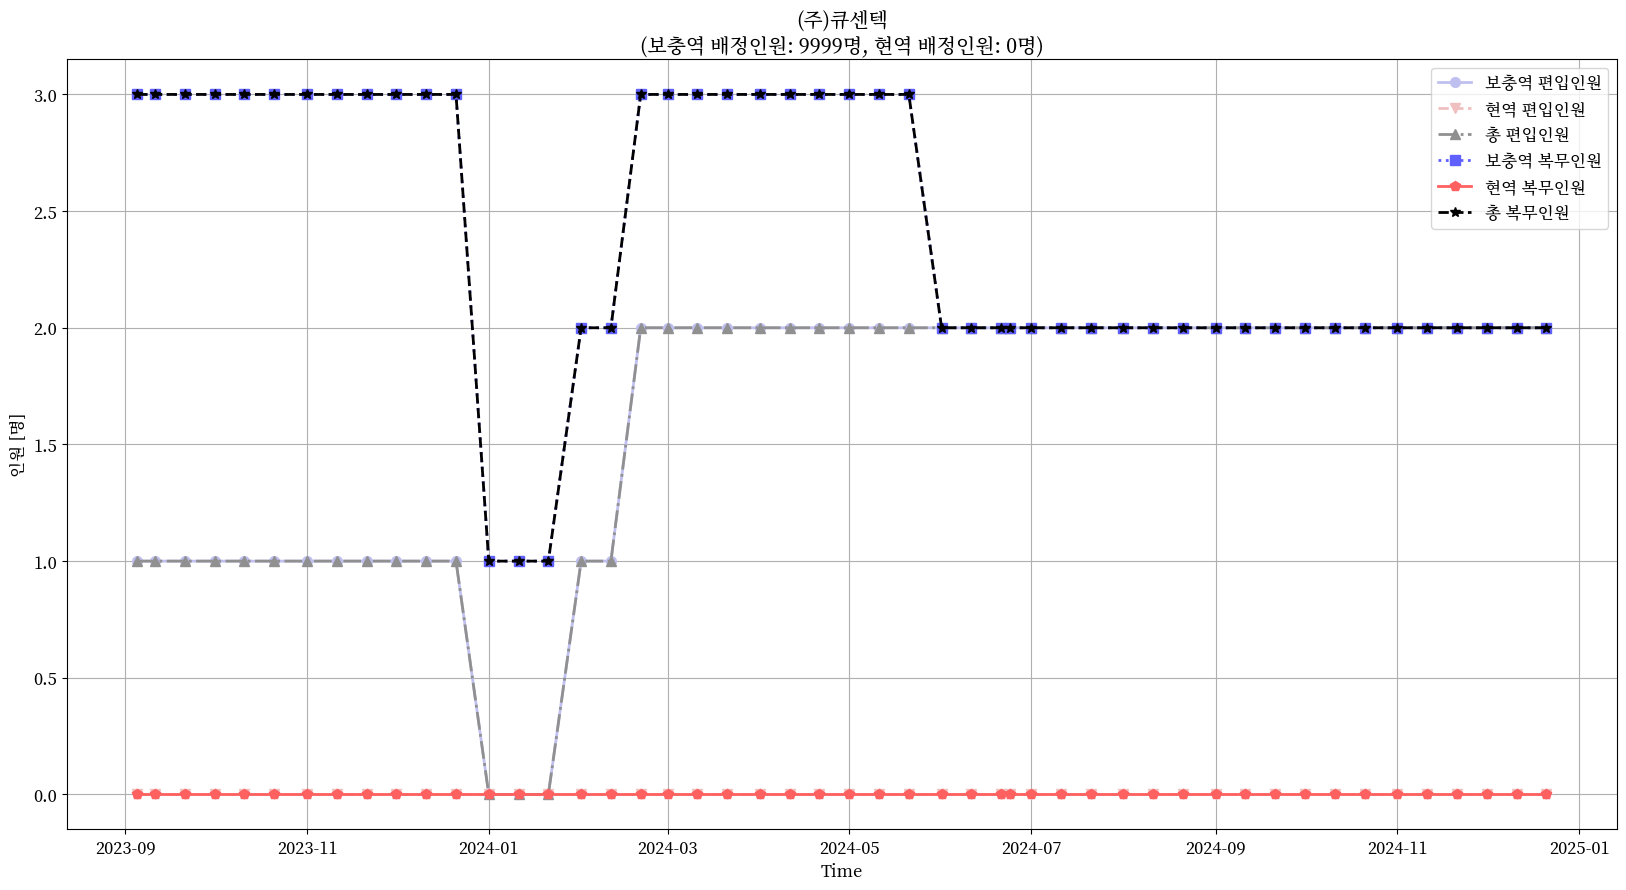 (주)큐센텍
(보충역 배정인원: 9999명, 현역 배정인원: 0명)
보충역 편입인원
현역 편입인원
총 편입인원
보충역 복무인원
현역 복무인원
총 복무인원
인원 [명]
3.0
2.5
2.0
1.5
1.0
0.5
0.0
2023-09 2023-11 2024-01 2024-03 2024-05 2024-07 2024-09 2024-11 2025-01
Time